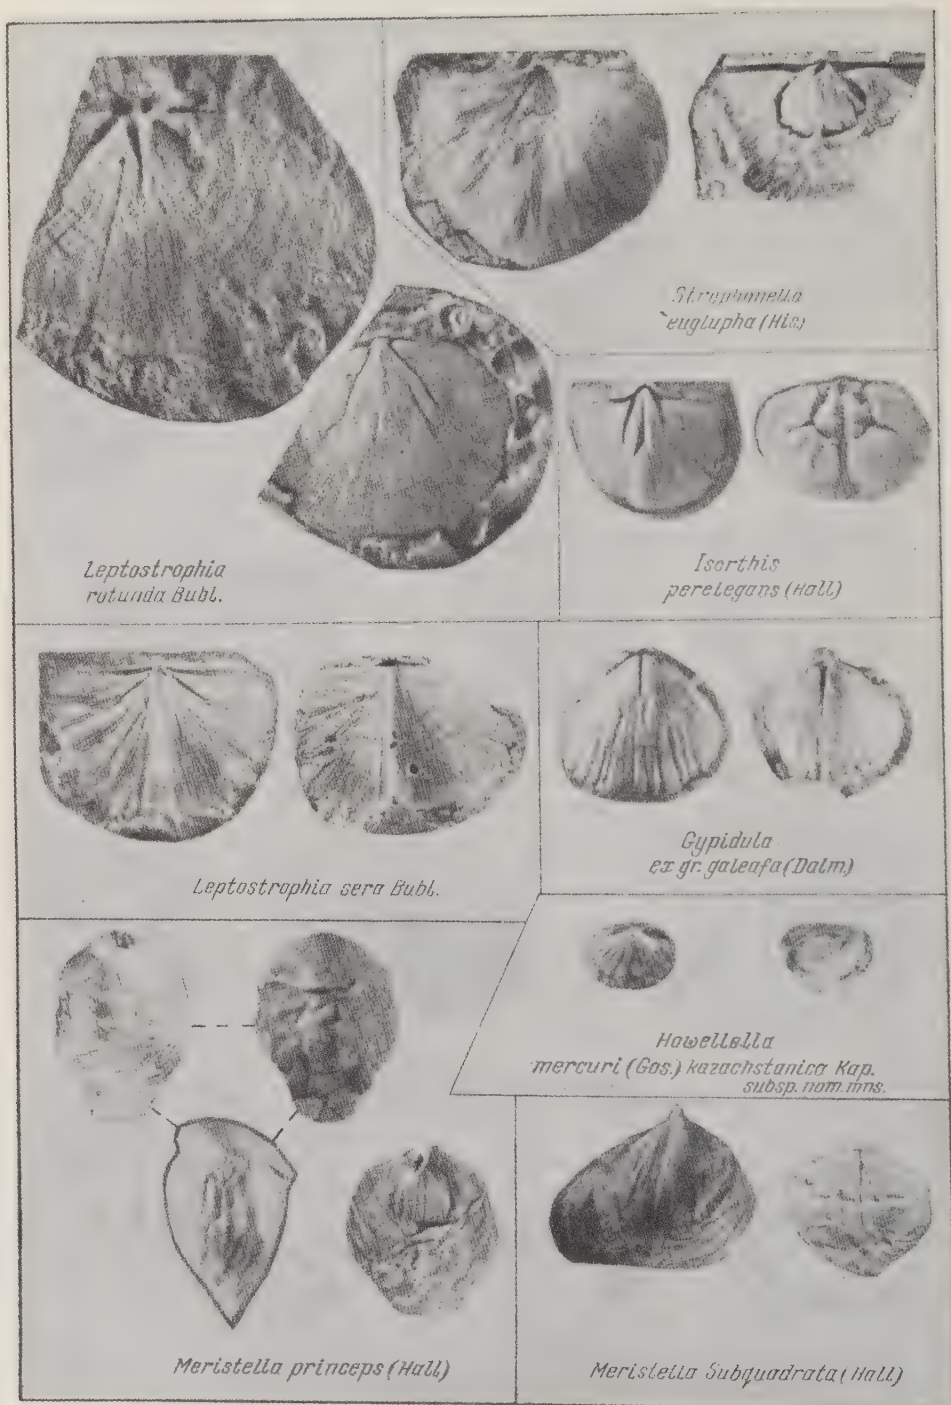 Strophonella
euglupha (His)
Leptostrophia
rotunda Bubl.
Isorthis
perelegans (Hall)
Leptostrophia sera Bubl.
Gypidula
ex gr. galeafa (Dalm.)
Howellella
mercuri (Gos.) kazachstanica Kap.
subsp. nom. mns.
Meristella princeps (Hall)
Meristella Subquadrata (Hall)